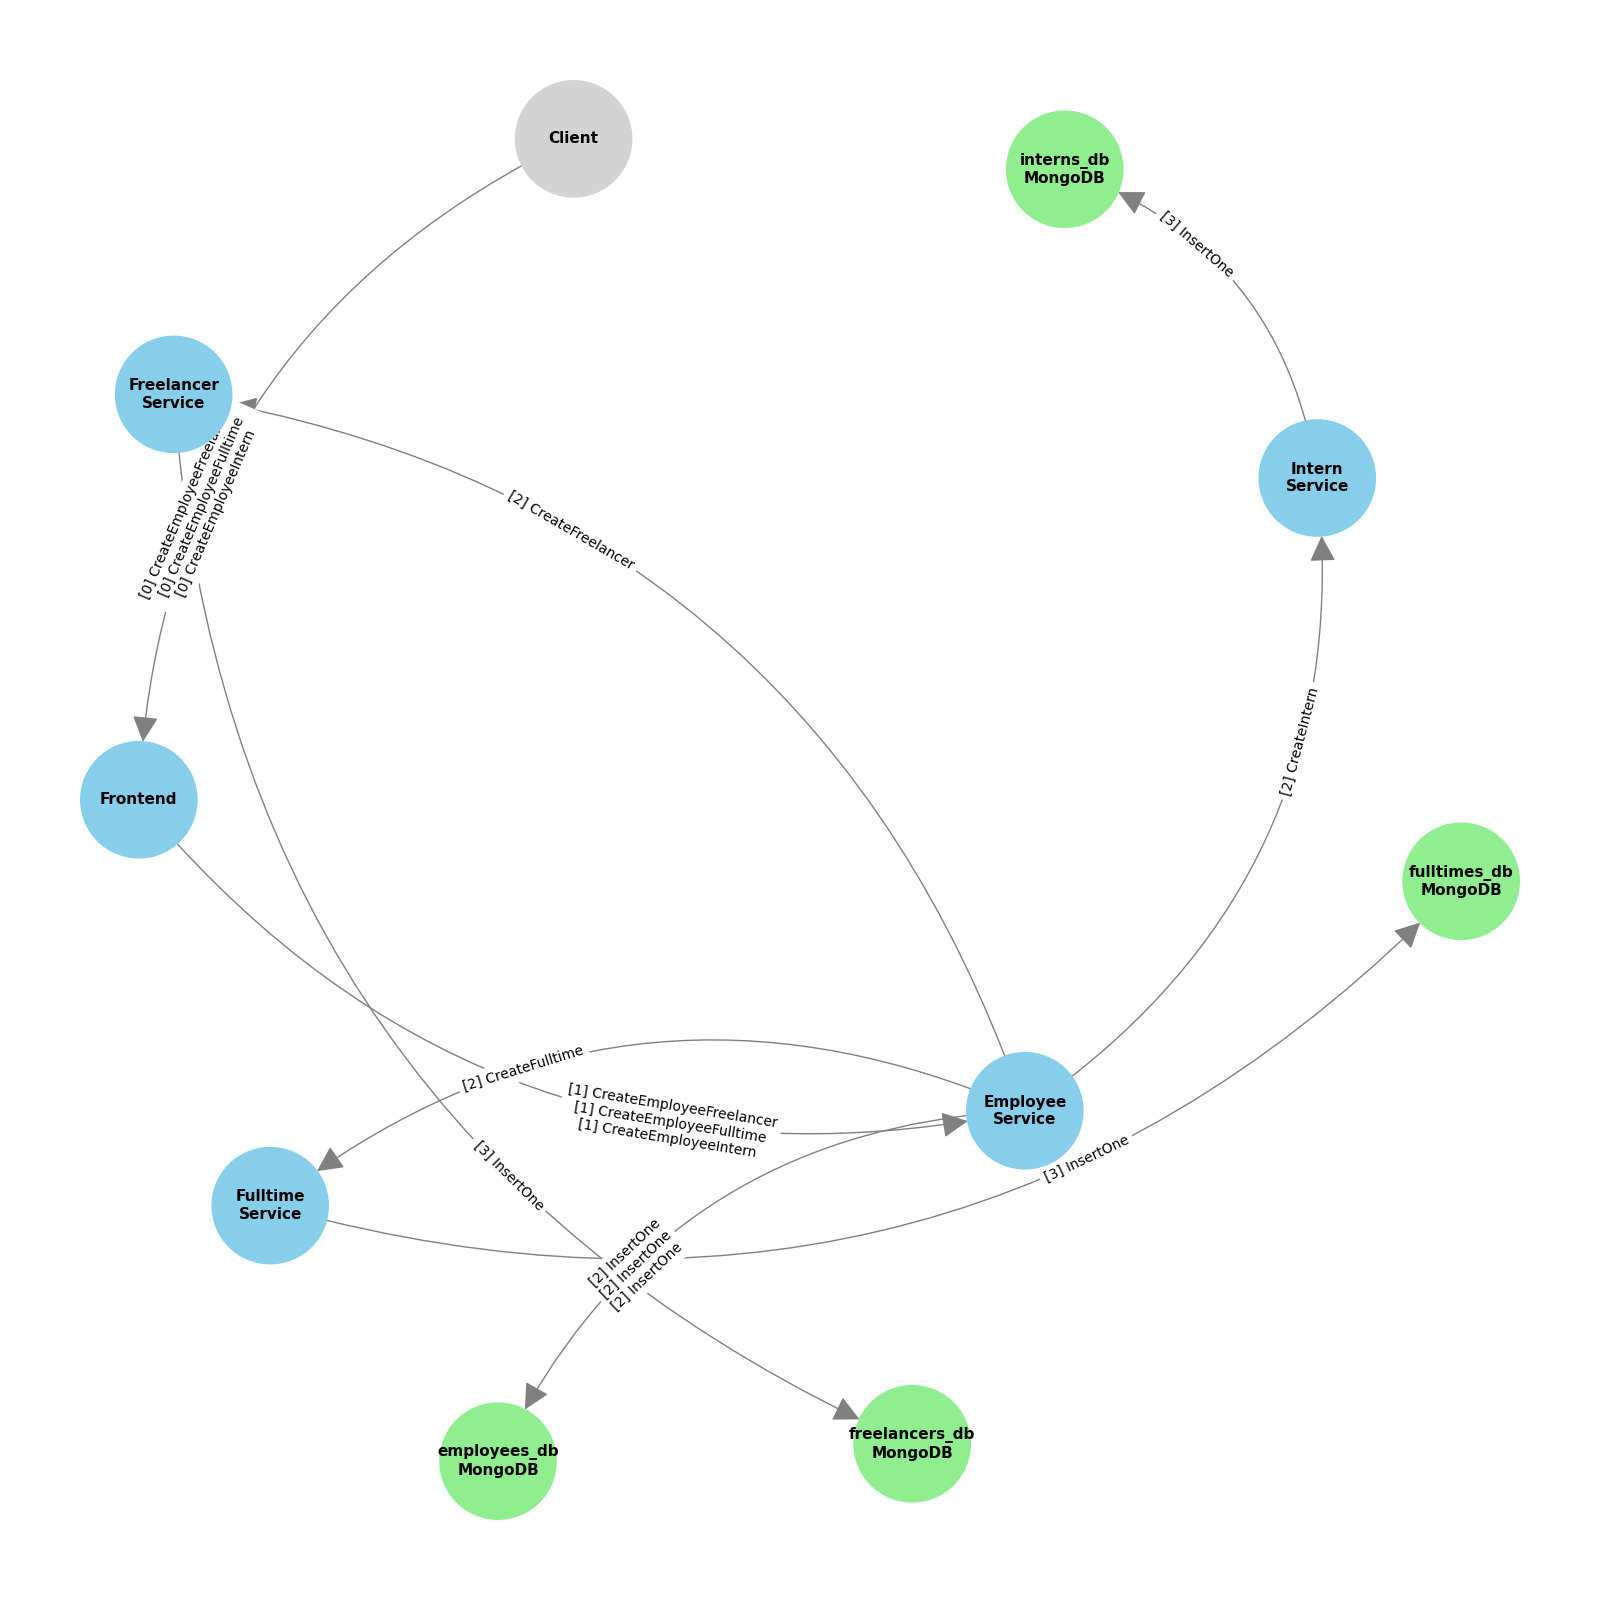 Client
interns_db
MongoDB
[3] InsertOne
Freelancer
Service
[0] CreateEmployeeFulltime
[0] CreateEmployeeIntern
[2] CreateFreelancer
Intern
Service
[2] CreateIntern
Frontend
fulltimes_db
MongoDB
[2] CreateFulltime
[1] CreateEmployeeFreelancer
[1] CreateEmployeeFulltime
[1] CreateEmployeeIntern
Employee
Service
[3] InsertOne
[3] InsertOne
Fulltime
Service
[2] InsertOne
[2] InsertOne
[2] InsertOne
employees_db
MongoDB
freelancers_db
MongoDB